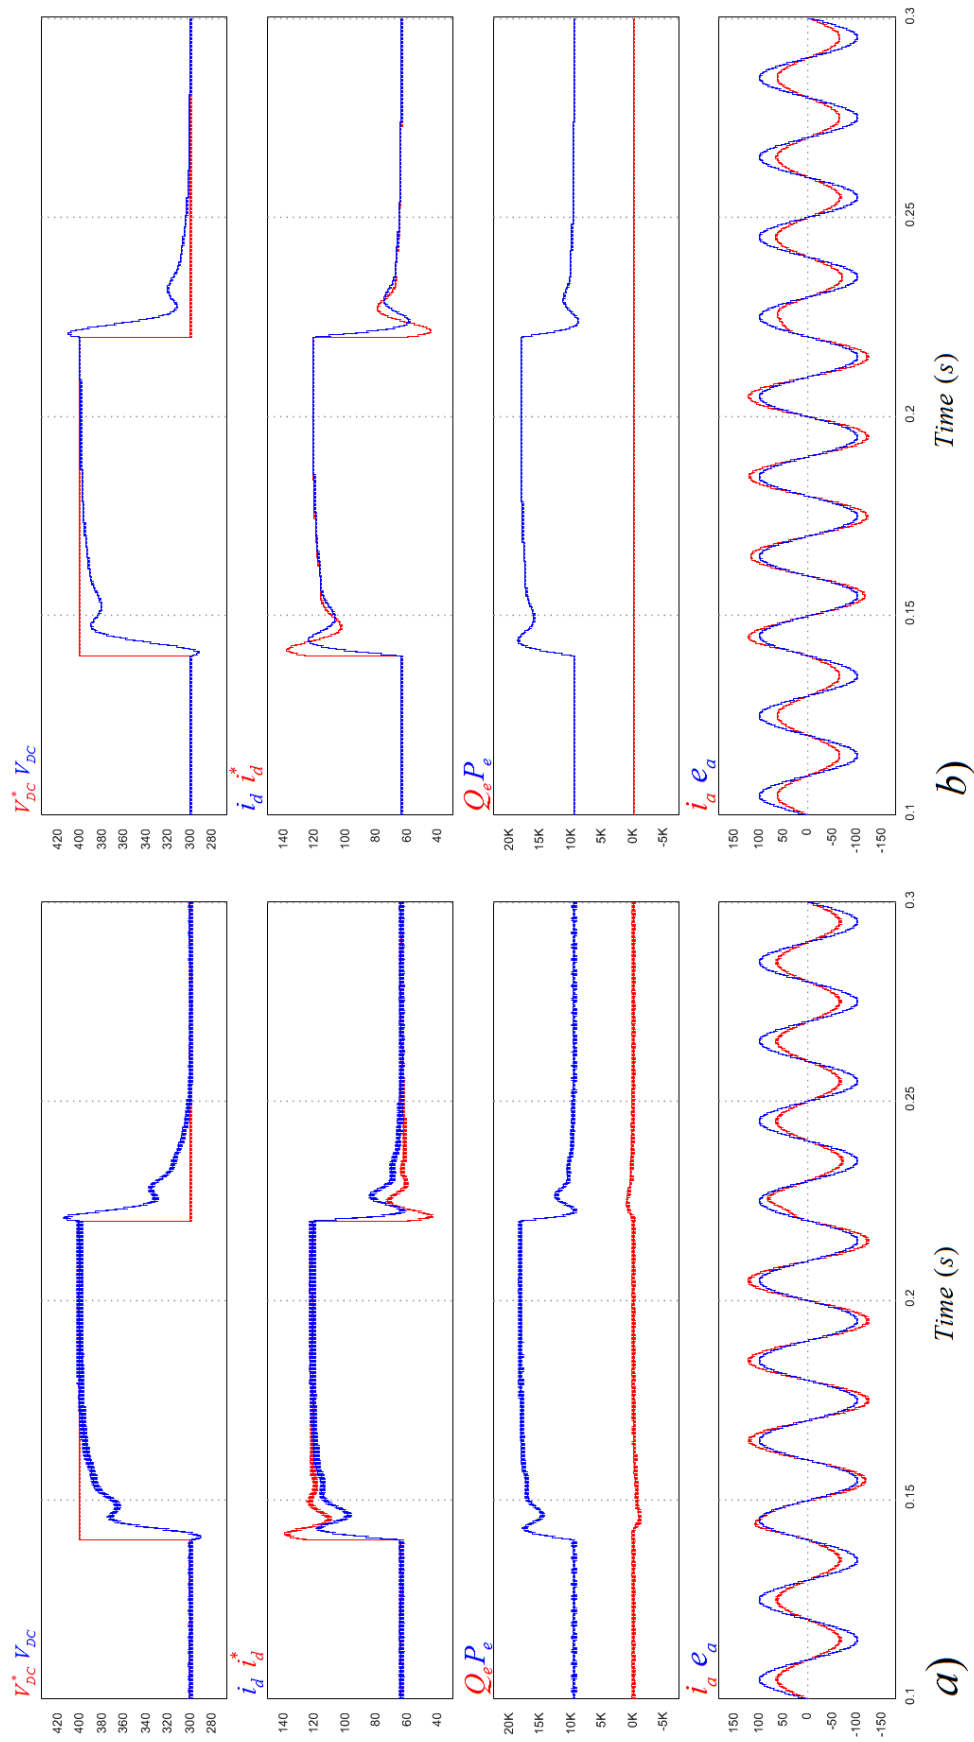 V*DC VDC
420
400
380
360
340
320
300
280
id i*d
140
120
100
80
60
40
Qe Pe
20K
15K
10K
5K
0K
-5K
ia ea
150
100
50
0
-50
-100
-150
0.1 0.15 0.2 0.25 0.3
Time (s)
a)
V*DC VDC
420
400
380
360
340
320
300
280
id i*d
140
120
100
80
60
40
Qe Pe
20K
15K
10K
5K
0K
-5K
ia ea
150
100
50
0
-50
-100
-150
0.1 0.15 0.2 0.25 0.3
Time (s)
b)